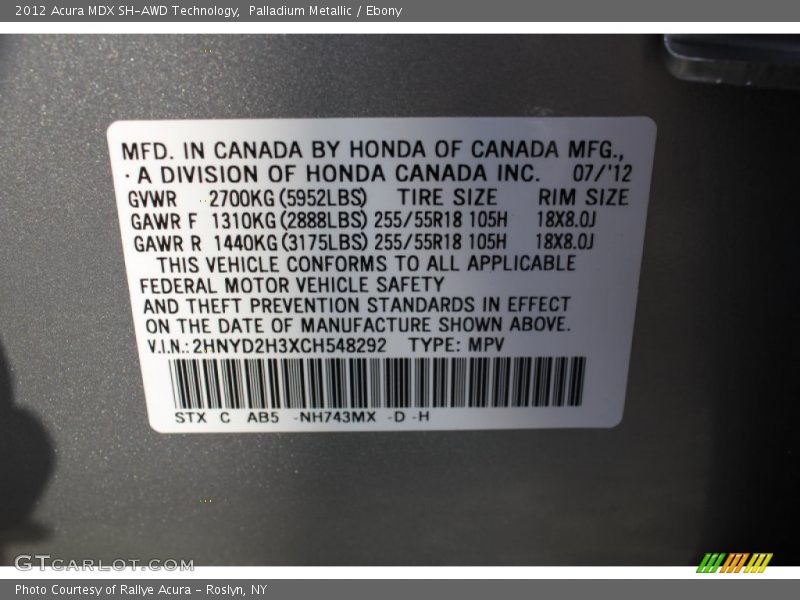 2012 Acura MDX SH-AWD Technology,  Palladium Metallic / Ebony
MFD. IN CANADA BY HONDA OF CANADA MFG.,
A DIVISION OF HONDA CANADA INC. 07/'12
GVWR 2700KG (5952LBS) TIRE SIZE RIM SIZE
GAWR F 1310KG (2888LBS) 255/55R18 105H 18X8.0J
GAWR R 1440KG (3175LBS) 255/55R18 105H 18X8.0J
THIS VEHICLE CONFORMS TO ALL APPLICABLE
FEDERAL MOTOR VEHICLE SAFETY
AND THEFT PREVENTION STANDARDS IN EFFECT
ON THE DATE OF MANUFACTURE SHOWN ABOVE.
V.I.N.: 2HNYD2H3XCH548292 TYPE: MPV
STX C AB5 -NH743MX -D -H
GTCARLOT.COM
Photo Courtesy of Rallye Acura - Roslyn, NY